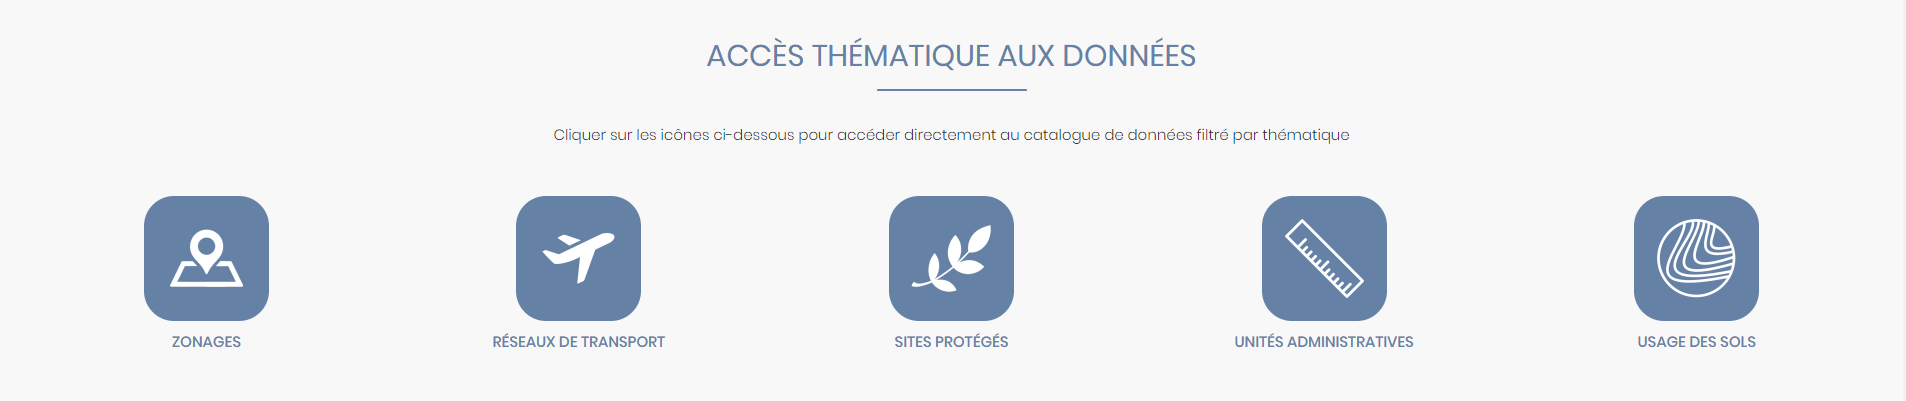 ACCÈS THÉMATIQUE AUX DONNÉES
Cliquer sur les icônes ci-dessous pour accéder directement au catalogue de données filtré par thématique
ZONAGES
RÉSEAUX DE TRANSPORT
SITES PROTÉGÉS
UNITÉS ADMINISTRATIVES
USAGE DES SOLS